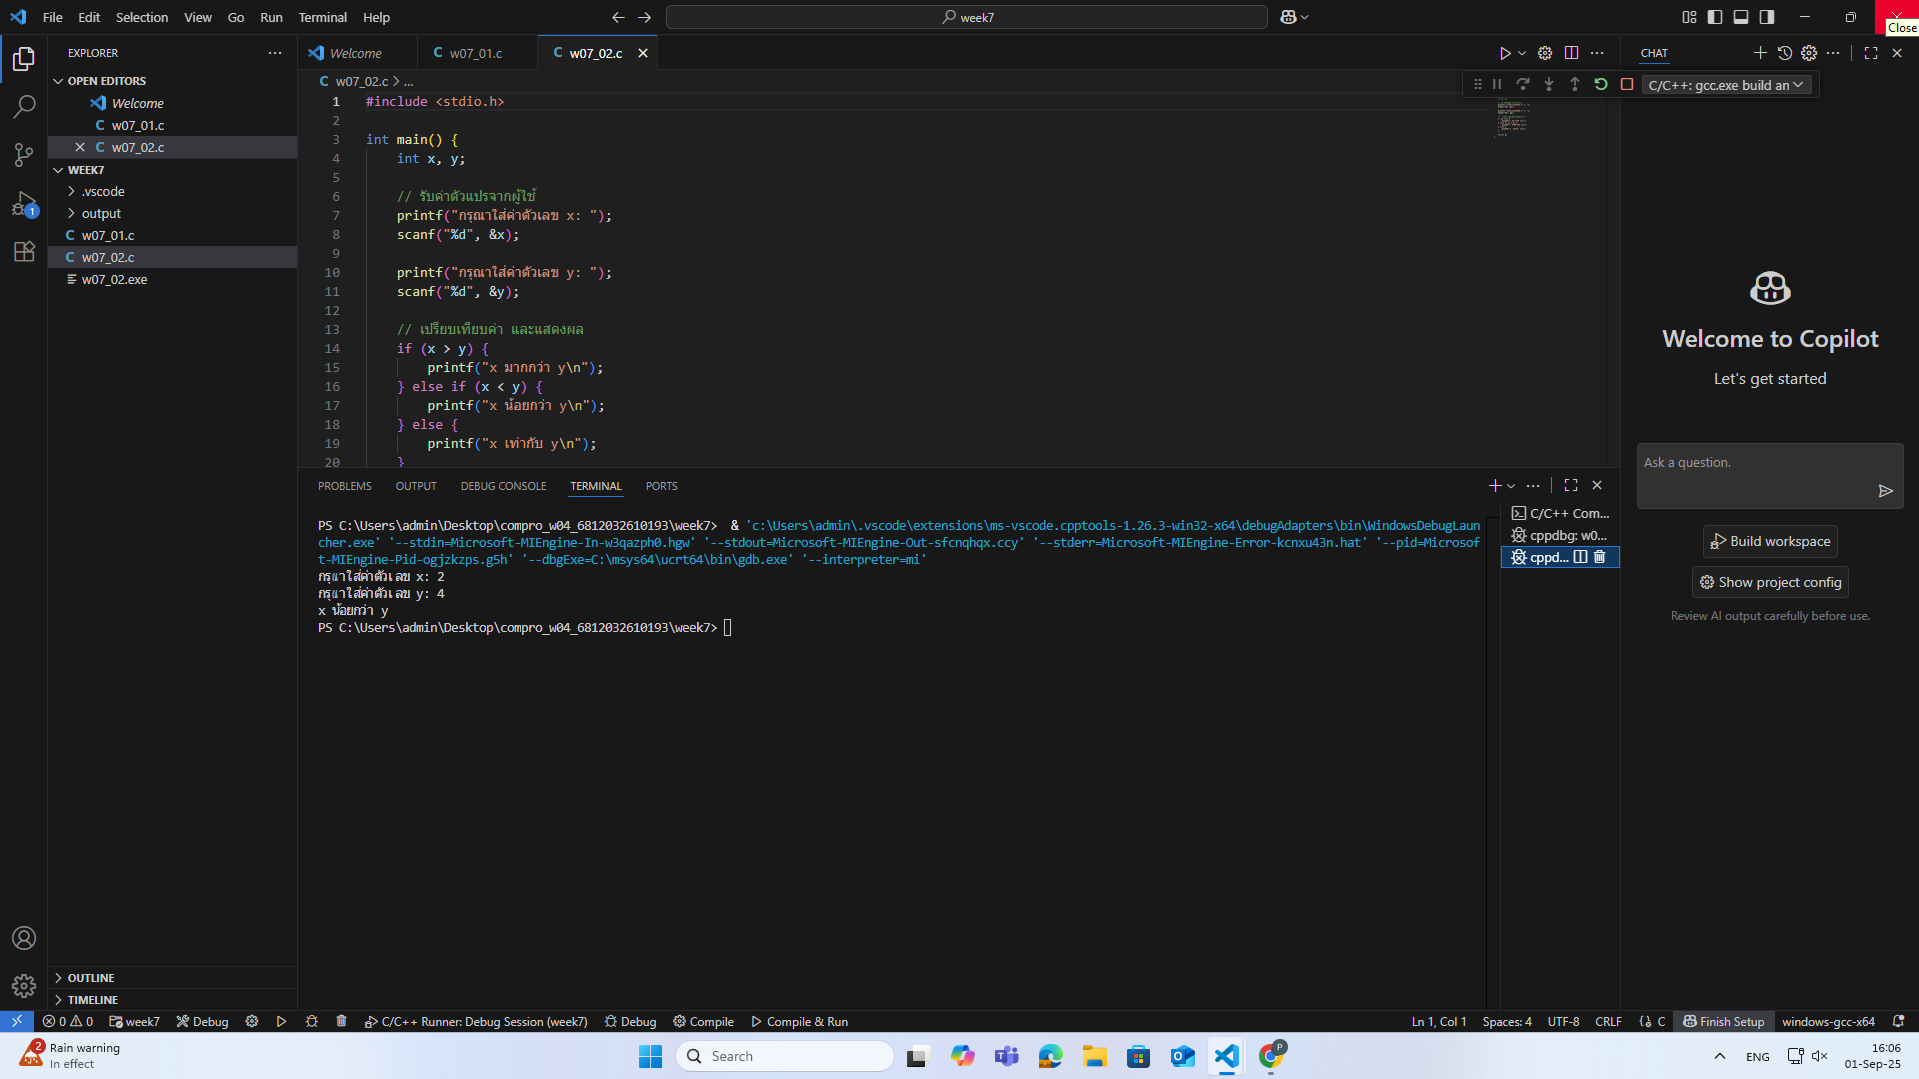 File Edit Selection View Go Run Terminal Help
week7
Close
EXPLORER
OPEN EDITORS
Welcome
C w07_01.c
C w07_02.c
WEEK7
.vscode
output
C w07_01.c
C w07_02.c
w07_02.exe
OUTLINE
TIMELINE
Welcome
C w07_01.c
C w07_02.c
C w07_02.c > ...
C/C++: gcc.exe build an
1 #include <stdio.h>
2
3 int main() {
4 int x, y;
5
6 // รับค่าตัวแปรจากผู้ใช้
7 printf("กรุณาใส่ค่าตัวเลข x: ");
8 scanf("%d", &x);
9
10 printf("กรุณาใส่ค่าตัวเลข y: ");
11 scanf("%d", &y);
12
13 // เปรียบเทียบค่า และแสดงผล
14 if (x > y) {
15 printf("x มากกว่า y\n");
16 } else if (x < y) {
17 printf("x น้อยกว่า y\n");
18 } else {
19 printf("x เท่ากับ y\n");
20 }
PROBLEMS OUTPUT DEBUG CONSOLE TERMINAL PORTS
PS C:\Users\admin\Desktop\compro_w04_6812032610193\week7> & 'c:\Users\admin\.vscode\extensions\ms-vscode.cpptools-1.26.3-win32-x64\debugAdapters\bin\WindowsDebugLaun
cher.exe' '--stdin=Microsoft-MIEngine-In-w3qazph0.hgw' '--stdout=Microsoft-MIEngine-Out-sfcnqhqx.ccy' '--stderr=Microsoft-MIEngine-Error-kcnxu43n.hat' '--pid=Microsof
t-MIEngine-Pid-ogjzkzps.g5h' '--dbgExe=C:\msys64\ucrt64\bin\gdb.exe' '--interpreter=mi'
กรุณาใส่ค่าตัวเลข x: 2
กรุณาใส่ค่าตัวเลข y: 4
x น้อยกว่า y
PS C:\Users\admin\Desktop\compro_w04_6812032610193\week7>
C/C++ Com...
cppdbg: w0...
cppd...
CHAT
Welcome to Copilot
Let's get started
Ask a question.
Build workspace
Show project config
Review AI output carefully before use.
1
0 0 week7 Debug C/C++ Runner: Debug Session (week7) Debug Compile Compile & Run
Ln 1, Col 1 Spaces: 4 UTF-8 CRLF {} C Finish Setup windows-gcc-x64
2
Rain warning
In effect
Search
P
ENG
16:06
01-Sep-25